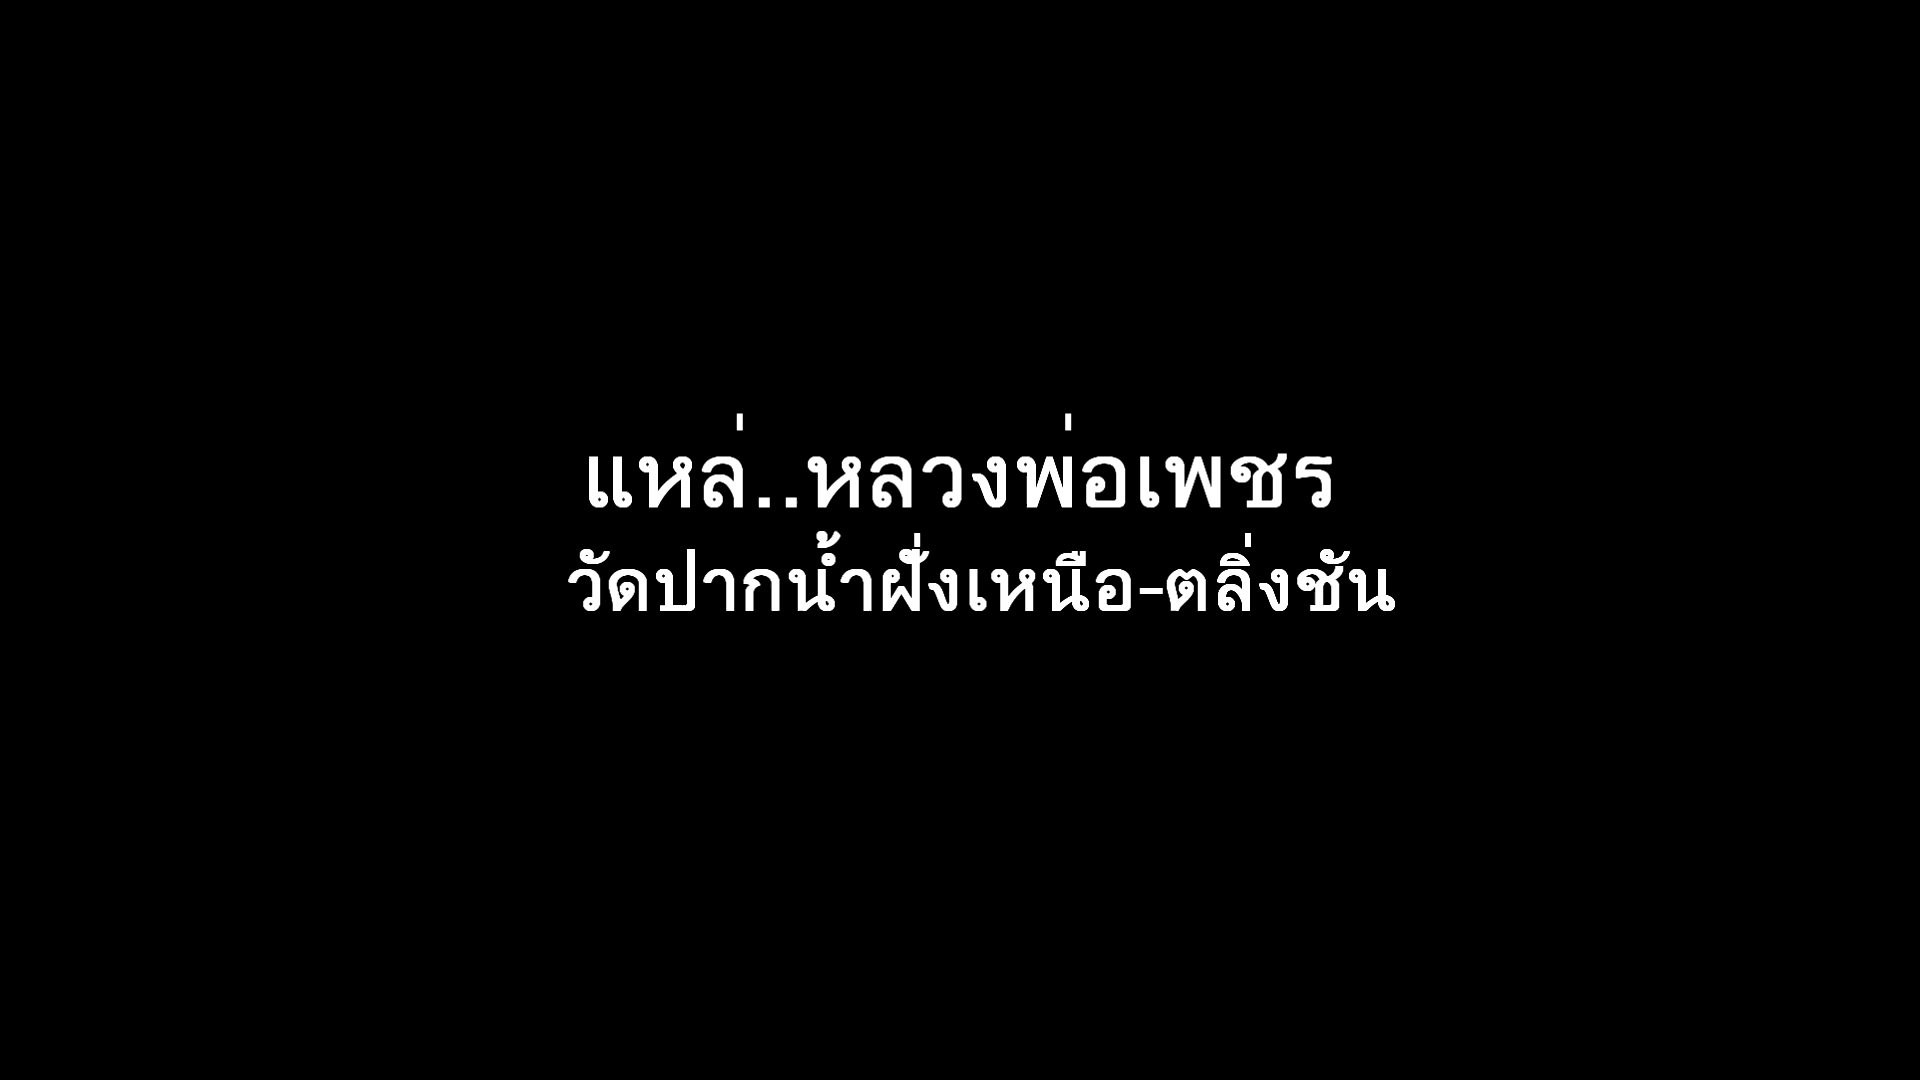 แหล่..หลวงพ่อเพชร
วัดปากน้ำฝั่งเหนือ-ตลิ่งชัน